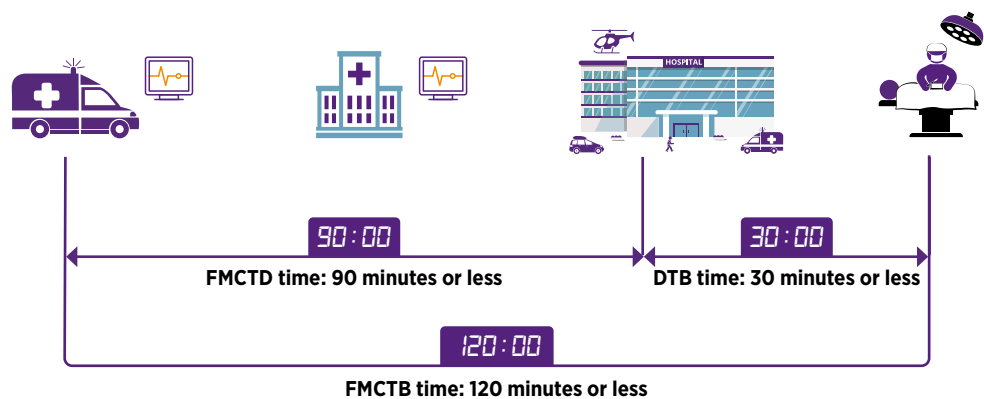 HOSPITAL
90:00
30:00
FMCTD time: 90 minutes or less
DTB time: 30 minutes or less
120:00
FMCTB time: 120 minutes or less